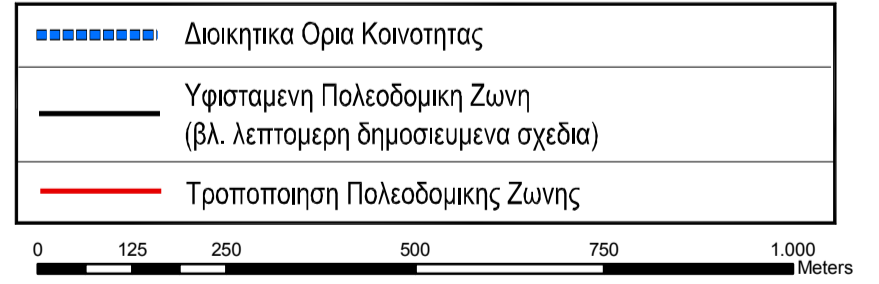 Διοικητικα Ορια Κοινοτητας
Υφισταμενη Πολεοδομικη Ζωνη
(βλ. λεπτομερη δημοσιευμενα σχεδια)
Τροποποιηση Πολεοδομικης Ζωνης
0 125 250 500 750 1.000
Meters